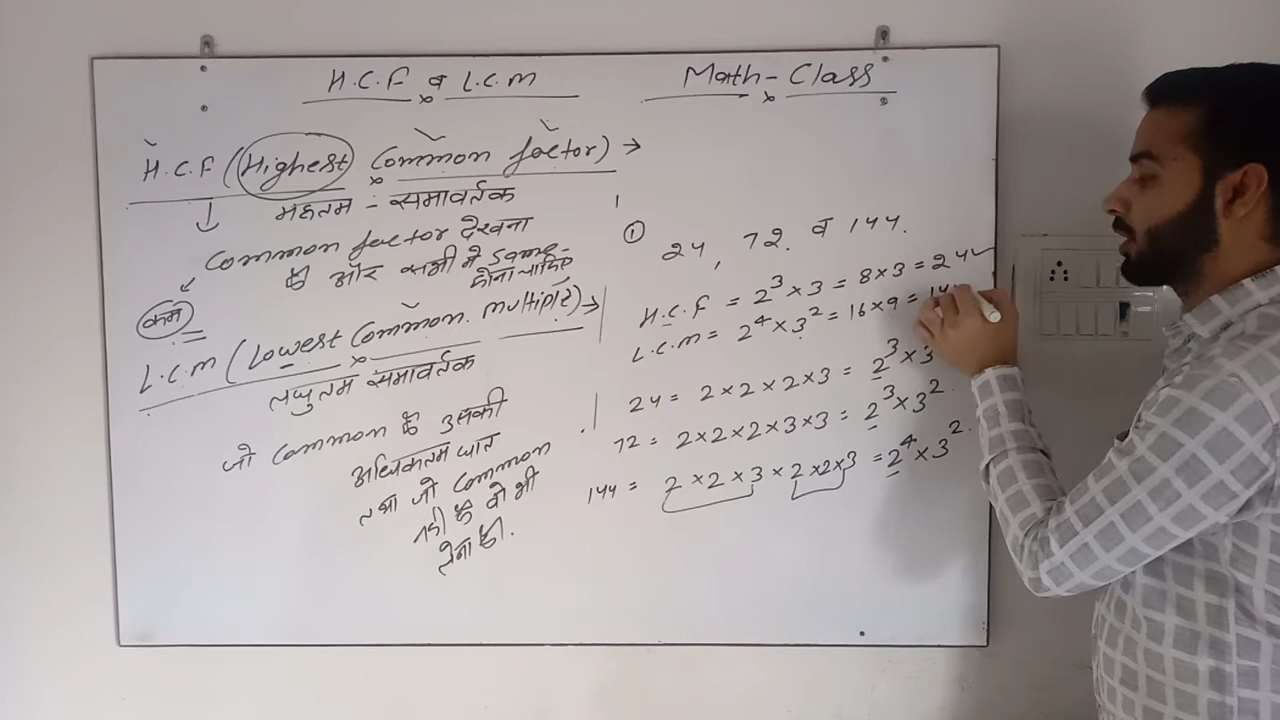 H.C.F व L.C.M
Math-Class
H.C.F (Highest Common factor) →
महत्तम - समावर्तक
Common factor देखना
है और सभी में same
होना चाहिए
कम
L.C.M (Lowest Common. multiple) →
लघुतम समावर्तक
जो Common है उसकी
अधिकतम घात
तथा जो Common
नहीं है वो भी
लेना है.
① 24, 72. व 144.
H.C.F = 2³ × 3 = 8 × 3 = 24
L.C.M = 2⁴ × 3² = 16 × 9 = 14
24 = 2 × 2 × 2 × 3 = 2³ × 3
72 = 2 × 2 × 2 × 3 × 3 = 2³ × 3²
144 = 2 × 2 × 3 × 2 × 2 × 3 = 2⁴ × 3².